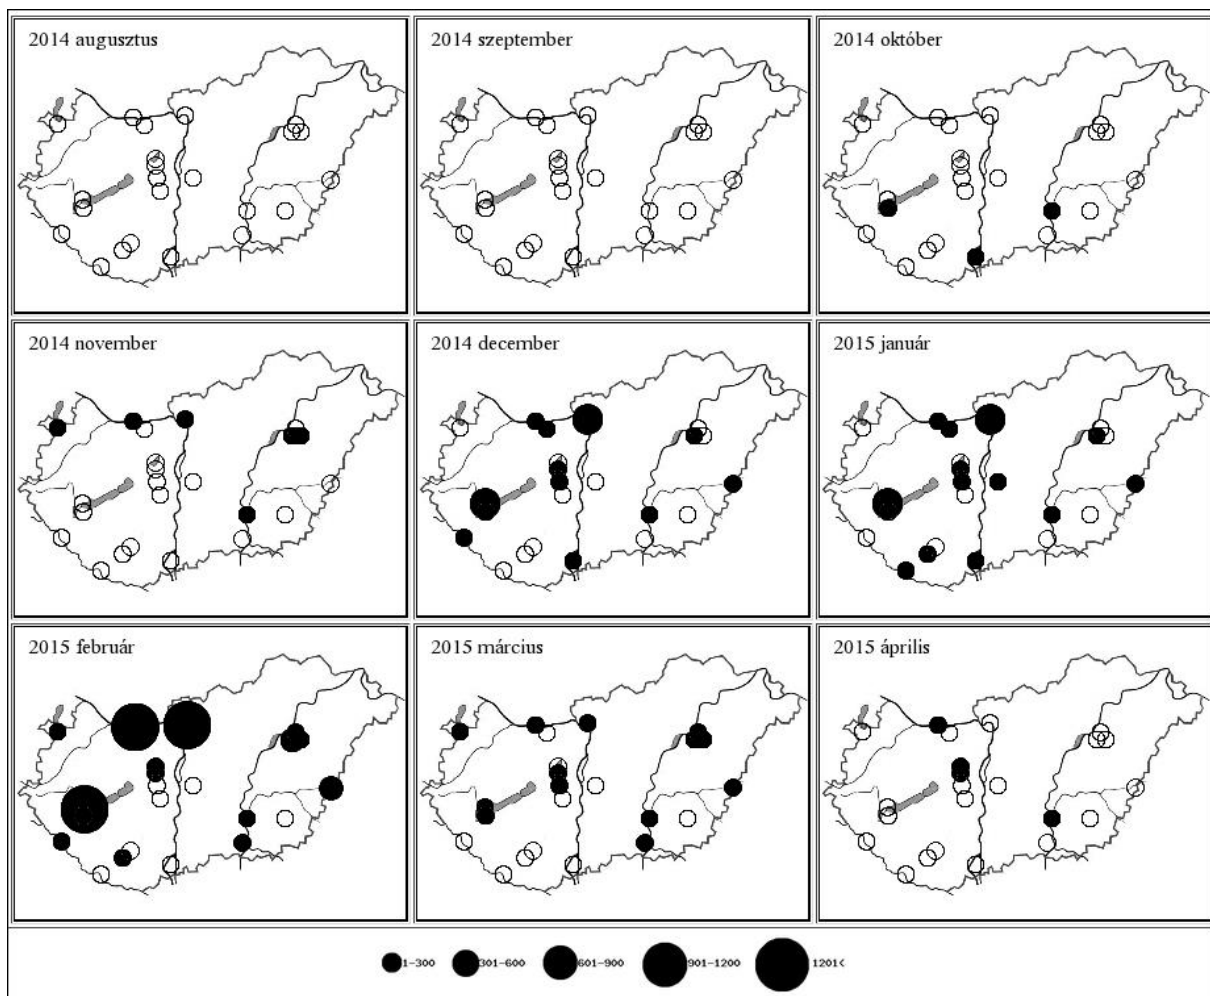 2014 augusztus
2014 szeptember
2014 október
2014 november
2014 december
2015 január
2015 február
2015 március
2015 április
1-300 301-600 601-900 901-1200 1201<